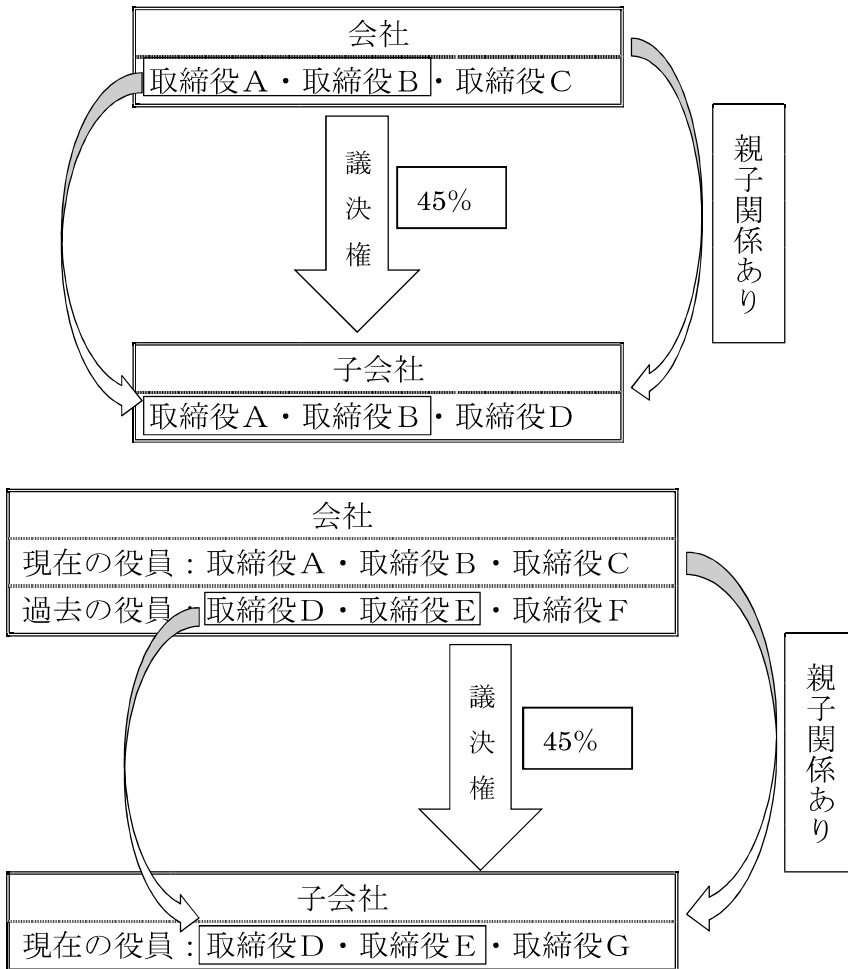 会社
取締役A・取締役B・取締役C
議決権
45%
親子関係あり
子会社
取締役A・取締役B・取締役D
会社
現在の役員：取締役A・取締役B・取締役C
過去の役員：取締役D・取締役E・取締役F
議決権
45%
親子関係あり
子会社
現在の役員：取締役D・取締役E・取締役G